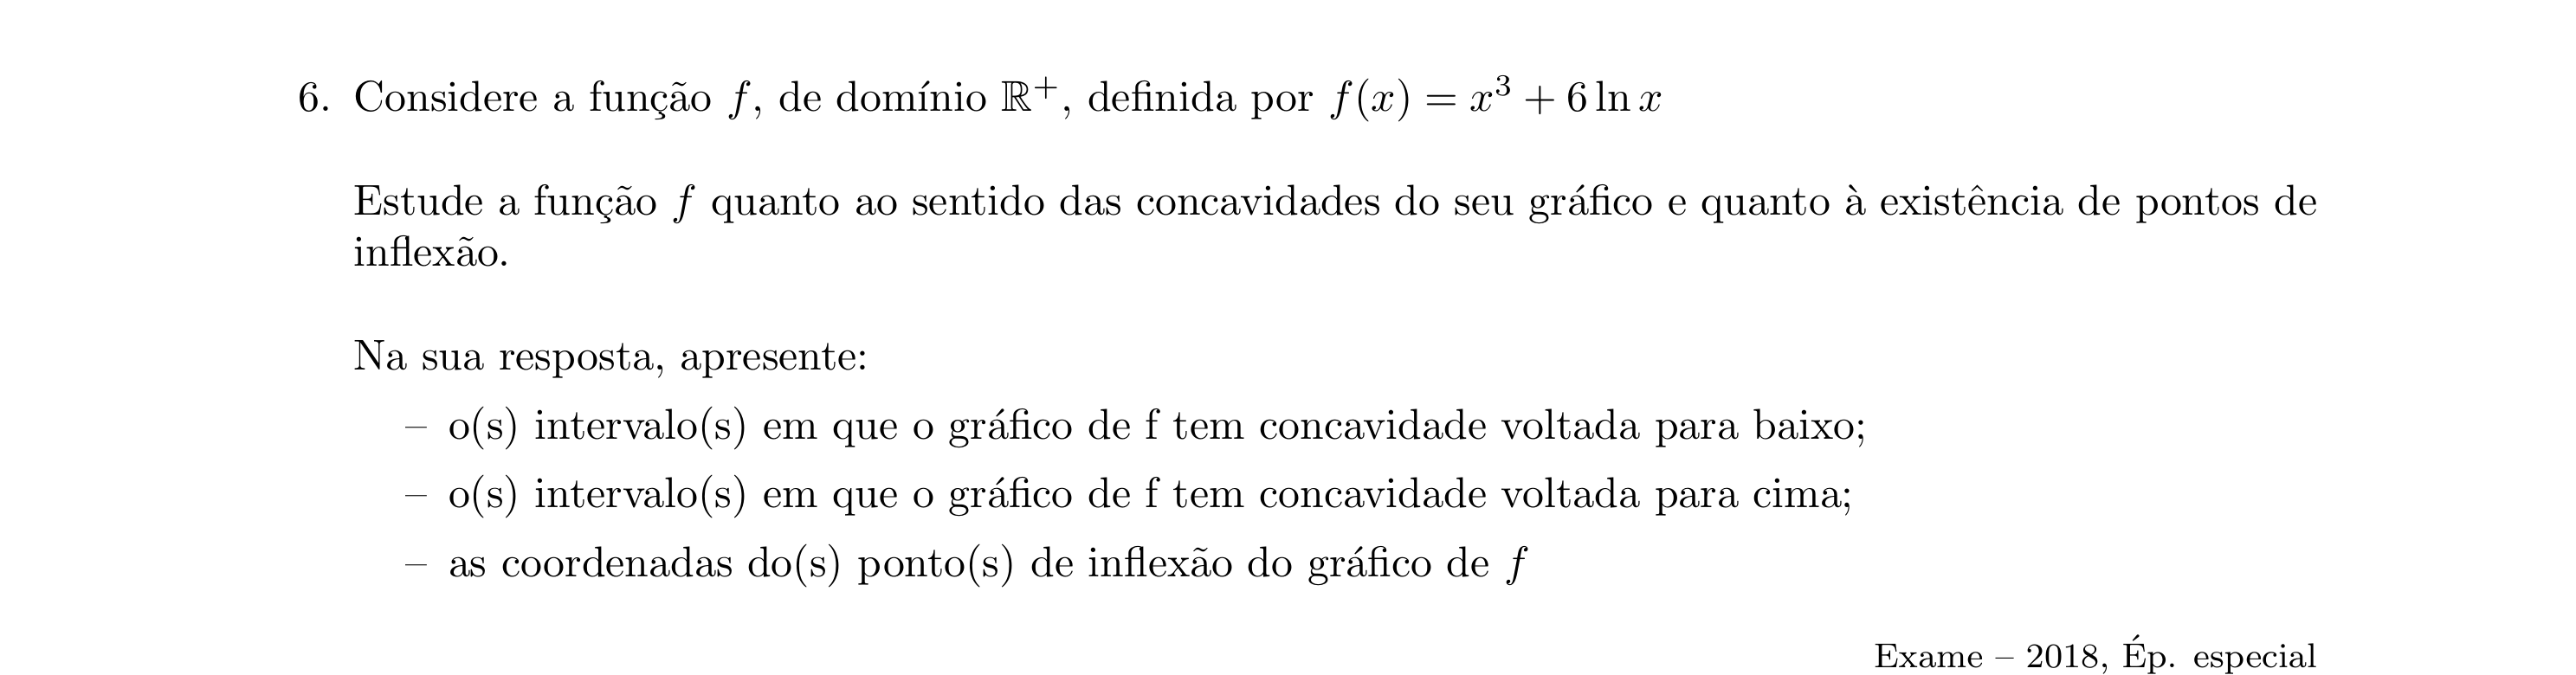 6. Considere a função f, de domínio ℝ⁺, definida por f(x) = x³ + 6 ln x
Estude a função f quanto ao sentido das concavidades do seu gráfico e quanto à existência de pontos de
inflexão.
Na sua resposta, apresente:
– o(s) intervalo(s) em que o gráfico de f tem concavidade voltada para baixo;
– o(s) intervalo(s) em que o gráfico de f tem concavidade voltada para cima;
– as coordenadas do(s) ponto(s) de inflexão do gráfico de f
Exame – 2018, Ép. especial